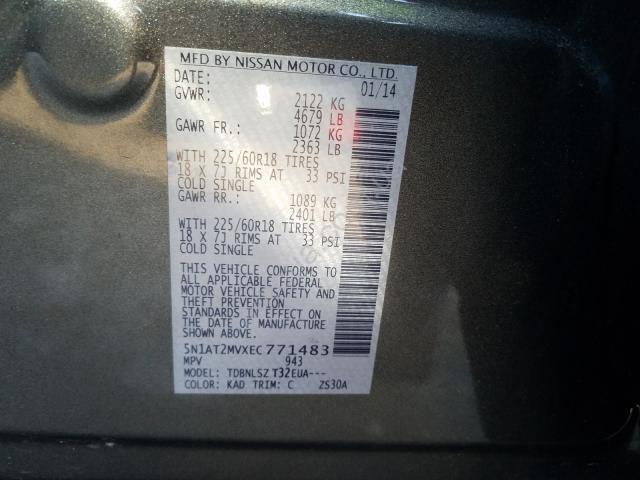 MFD BY NISSAN MOTOR CO., LTD.
DATE: 01/14
GVWR: 2122 KG
4679 LB
GAWR FR.: 1072 KG
2363 LB
WITH 225/60R18 TIRES
18 X 7J RIMS AT 33 PSI
COLD SINGLE
GAWR RR.: 1089 KG
2401 LB
WITH 225/60R18 TIRES
18 X 7J RIMS AT 33 PSI
COLD SINGLE
THIS VEHICLE CONFORMS TO
ALL APPLICABLE FEDERAL
MOTOR VEHICLE SAFETY AND
THEFT PREVENTION
STANDARDS IN EFFECT ON
THE DATE OF MANUFACTURE
SHOWN ABOVE.
5N1AT2MVXEC771483
MPV 943
MODEL: TDBNLSZ T32EUA---
COLOR: KAD TRIM: C ZS30A